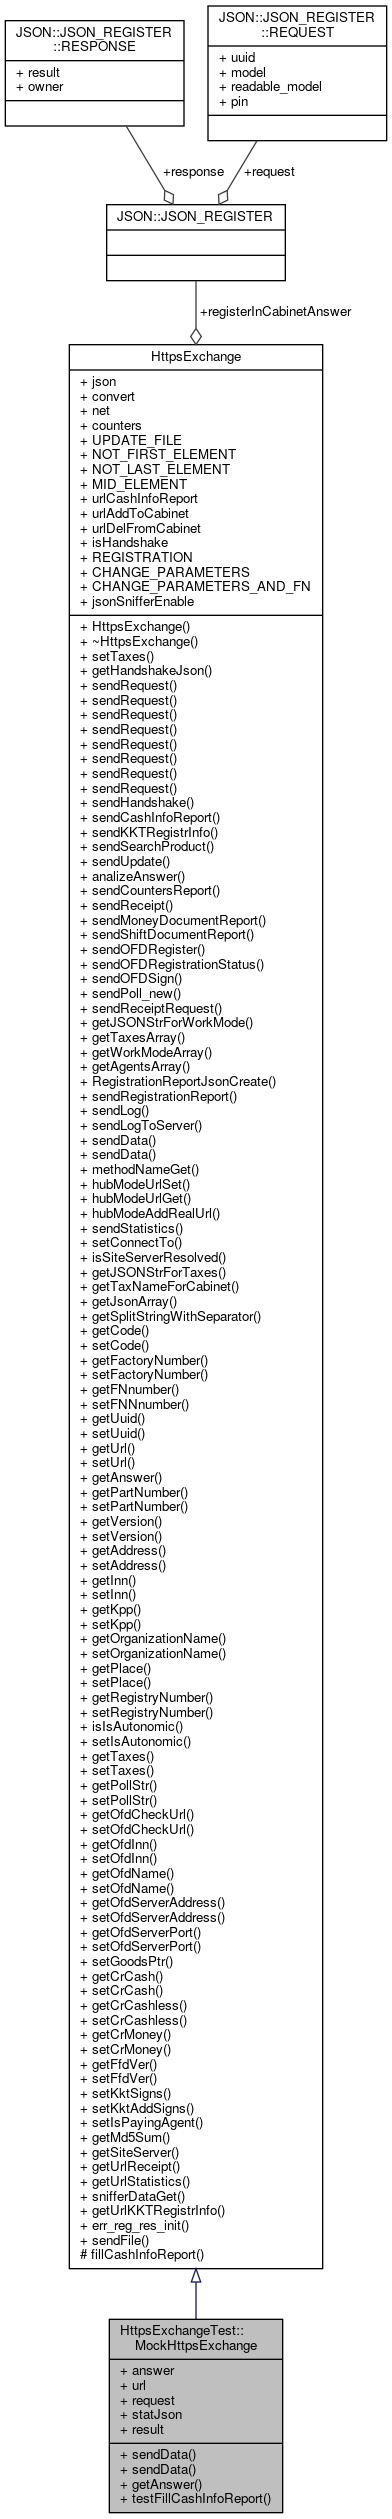 JSON::JSON_REGISTER
::RESPONSE
+ result
+ owner
JSON::JSON_REGISTER
::REQUEST
+ uuid
+ model
+ readable_model
+ pin
+response
+request
JSON::JSON_REGISTER
+registerInCabinetAnswer
HttpsExchange
+ json
+ convert
+ net
+ counters
+ UPDATE_FILE
+ NOT_FIRST_ELEMENT
+ NOT_LAST_ELEMENT
+ MID_ELEMENT
+ urlCashInfoReport
+ urlAddToCabinet
+ urlDelFromCabinet
+ isHandshake
+ REGISTRATION
+ CHANGE_PARAMETERS
+ CHANGE_PARAMETERS_AND_FN
+ jsonSnifferEnable
+ HttpsExchange()
+ ~HttpsExchange()
+ setTaxes()
+ getHandshakeJson()
+ sendRequest()
+ sendRequest()
+ sendRequest()
+ sendRequest()
+ sendRequest()
+ sendRequest()
+ sendRequest()
+ sendRequest()
+ sendHandshake()
+ sendCashInfoReport()
+ sendKKTRegistrInfo()
+ sendSearchProduct()
+ sendUpdate()
+ analizeAnswer()
+ sendCountersReport()
+ sendReceipt()
+ sendMoneyDocumentReport()
+ sendShiftDocumentReport()
+ sendOFDRegister()
+ sendOFDRegistrationStatus()
+ sendOFDSign()
+ sendPoll_new()
+ sendReceiptRequest()
+ getJSONStrForWorkMode()
+ getTaxesArray()
+ getWorkModeArray()
+ getAgentsArray()
+ RegistrationReportJsonCreate()
+ sendRegistrationReport()
+ sendLog()
+ sendLogToServer()
+ sendData()
+ sendData()
+ methodNameGet()
+ hubModeUrlSet()
+ hubModeUrlGet()
+ hubModeAddRealUrl()
+ sendStatistics()
+ setConnectTo()
+ isSiteServerResolved()
+ getJSONStrForTaxes()
+ getTaxNameForCabinet()
+ getJsonArray()
+ getSplitStringWithSeparator()
+ getCode()
+ setCode()
+ getFactoryNumber()
+ setFactoryNumber()
+ getFNnumber()
+ setFNNnumber()
+ getUuid()
+ setUuid()
+ getUrl()
+ setUrl()
+ getAnswer()
+ getPartNumber()
+ setPartNumber()
+ getVersion()
+ setVersion()
+ getAddress()
+ setAddress()
+ getInn()
+ setInn()
+ getKpp()
+ setKpp()
+ getOrganizationName()
+ setOrganizationName()
+ getPlace()
+ setPlace()
+ getRegistryNumber()
+ setRegistryNumber()
+ isIsAutonomic()
+ setIsAutonomic()
+ getTaxes()
+ setTaxes()
+ getPollStr()
+ setPollStr()
+ getOfdCheckUrl()
+ setOfdCheckUrl()
+ getOfdInn()
+ setOfdInn()
+ getOfdName()
+ setOfdName()
+ getOfdServerAddress()
+ setOfdServerAddress()
+ getOfdServerPort()
+ setOfdServerPort()
+ setGoodsPtr()
+ getCrCash()
+ setCrCash()
+ getCrCashless()
+ setCrCashless()
+ getCrMoney()
+ setCrMoney()
+ getFfdVer()
+ setFfdVer()
+ setKktSigns()
+ setKktAddSigns()
+ setIsPayingAgent()
+ getMd5Sum()
+ getSiteServer()
+ getUrlReceipt()
+ getUrlStatistics()
+ snifferDataGet()
+ getUrlKKTRegistrInfo()
+ err_reg_res_init()
+ sendFile()
# fillCashInfoReport()
HttpsExchangeTest::
MockHttpsExchange
+ answer
+ url
+ request
+ statJson
+ result
+ sendData()
+ sendData()
+ getAnswer()
+ testFillCashInfoReport()